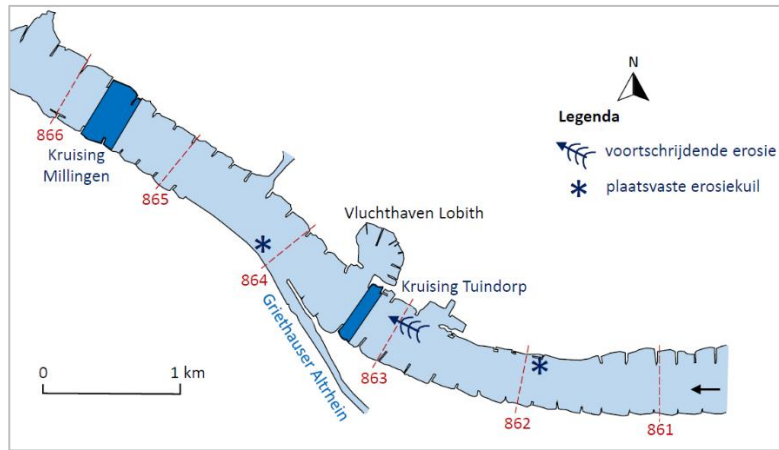 N
Legenda
voortschrijdende erosie
plaatsvaste erosiekuil
866
Kruising
Millingen
865
Vluchthaven Lobith
864
Kruising Tuindorp
Griethauser Altrhein
863
862
861
0 1 km